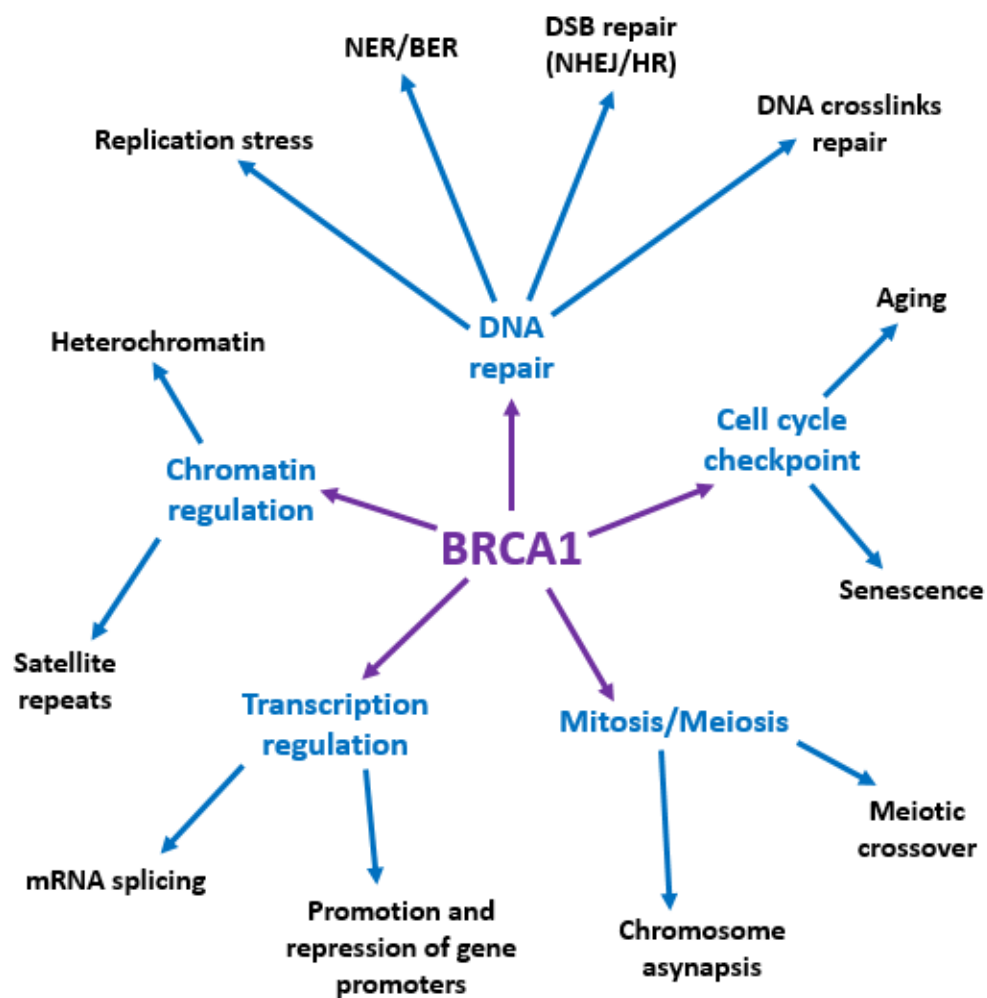 DSB repair
(NHEJ/HR)
NER/BER
DNA crosslinks
repair
Replication stress
Aging
DNA
repair
Heterochromatin
Cell cycle
checkpoint
Chromatin
regulation
BRCA1
Senescence
Satellite
repeats
Transcription
regulation
Mitosis/Meiosis
Meiotic
crossover
mRNA splicing
Promotion and
repression of gene
promoters
Chromosome
asynapsis